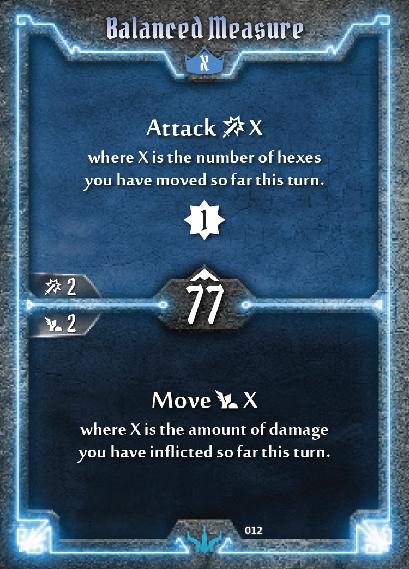 Balanced Measure
X
Attack X
where X is the number of hexes
you have moved so far this turn.
1
2
77
2
Move X
where X is the amount of damage
you have inflicted so far this turn.
012